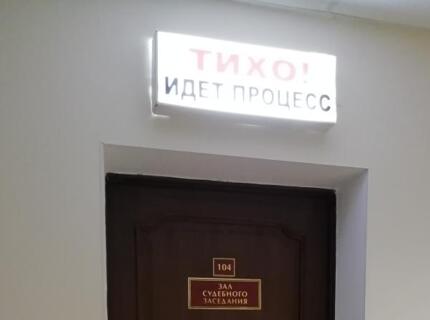 ТИХО!
ИДЕТ ПРОЦЕСС
104
ЗАЛ
СУДЕБНОГО
ЗАСЕДАНИЯ